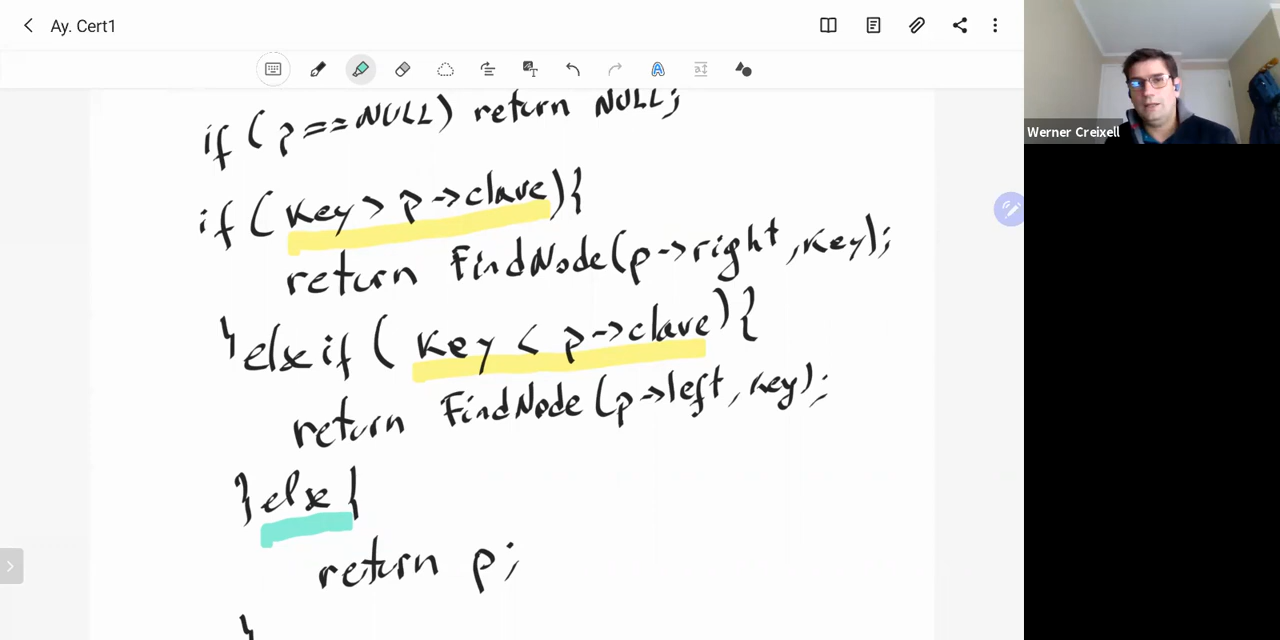 Ay. Cert1
Werner Creixell
if (p==NULL) return NULL;
if (Key > p->clave){
return FindNode(p->right, Key);
}else if (Key < p->clave){
return FindNode(p->left, Key);
}else{
return p;
}